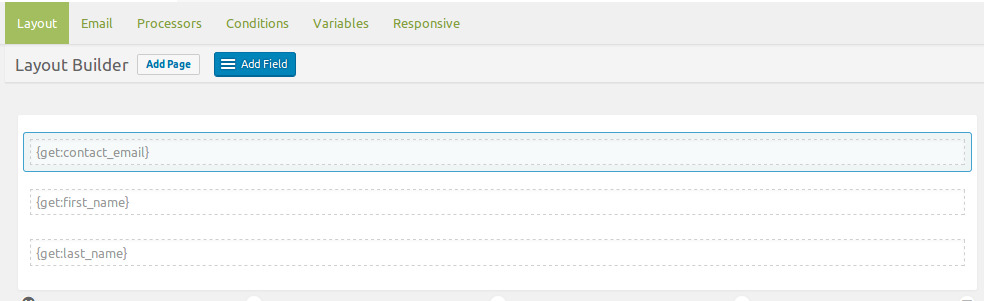 Layout Email Processors Conditions Variables Responsive
Layout Builder Add Page Add Field
{get:contact_email}
{get:first_name}
{get:last_name}